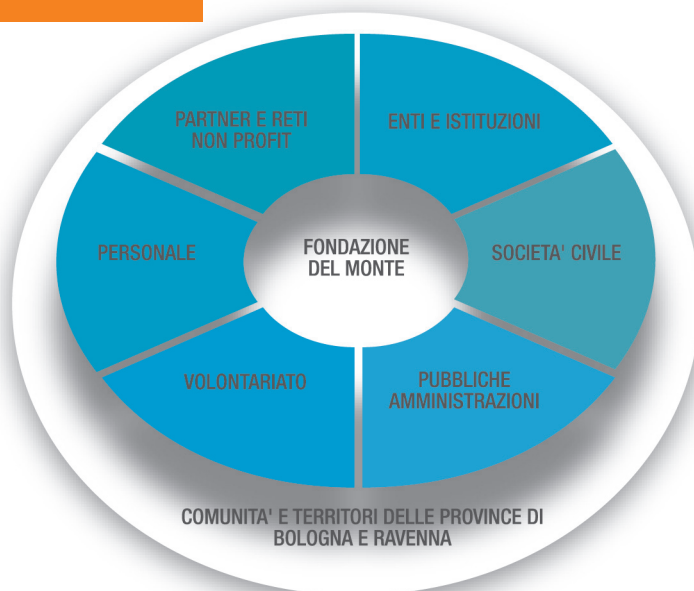 PARTNER E RETI
NON PROFIT
ENTI E ISTITUZIONI
PERSONALE
FONDAZIONE
DEL MONTE
SOCIETA' CIVILE
VOLONTARIATO
PUBBLICHE
AMMINISTRAZIONI
COMUNITA' E TERRITORI DELLE PROVINCE DI
BOLOGNA E RAVENNA